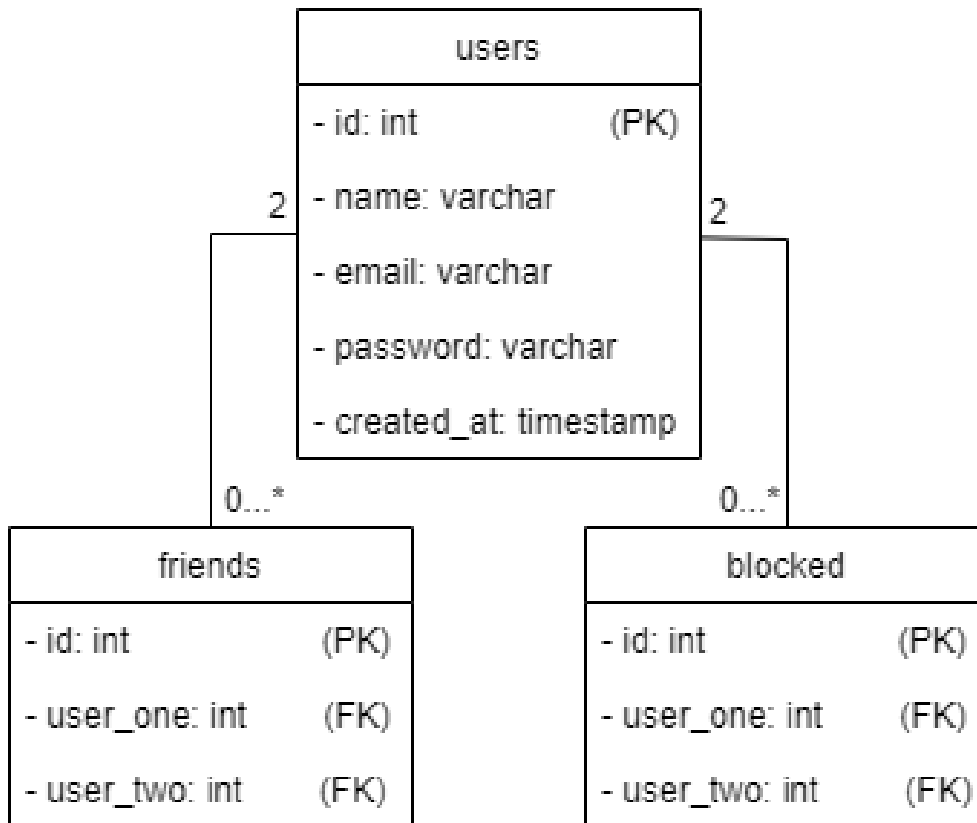 users
- id: int (PK)
- name: varchar
- email: varchar
- password: varchar
- created_at: timestamp
2
2
0...*
0...*
friends
- id: int (PK)
- user_one: int (FK)
- user_two: int (FK)
blocked
- id: int (PK)
- user_one: int (FK)
- user_two: int (FK)